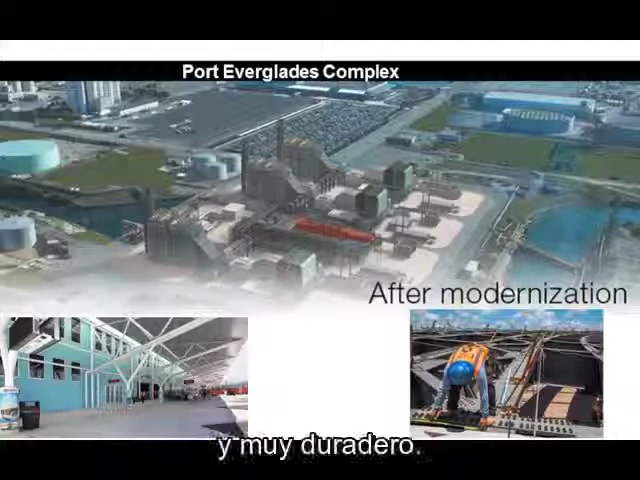 Port Everglades Complex
After modernization
y muy duradero.